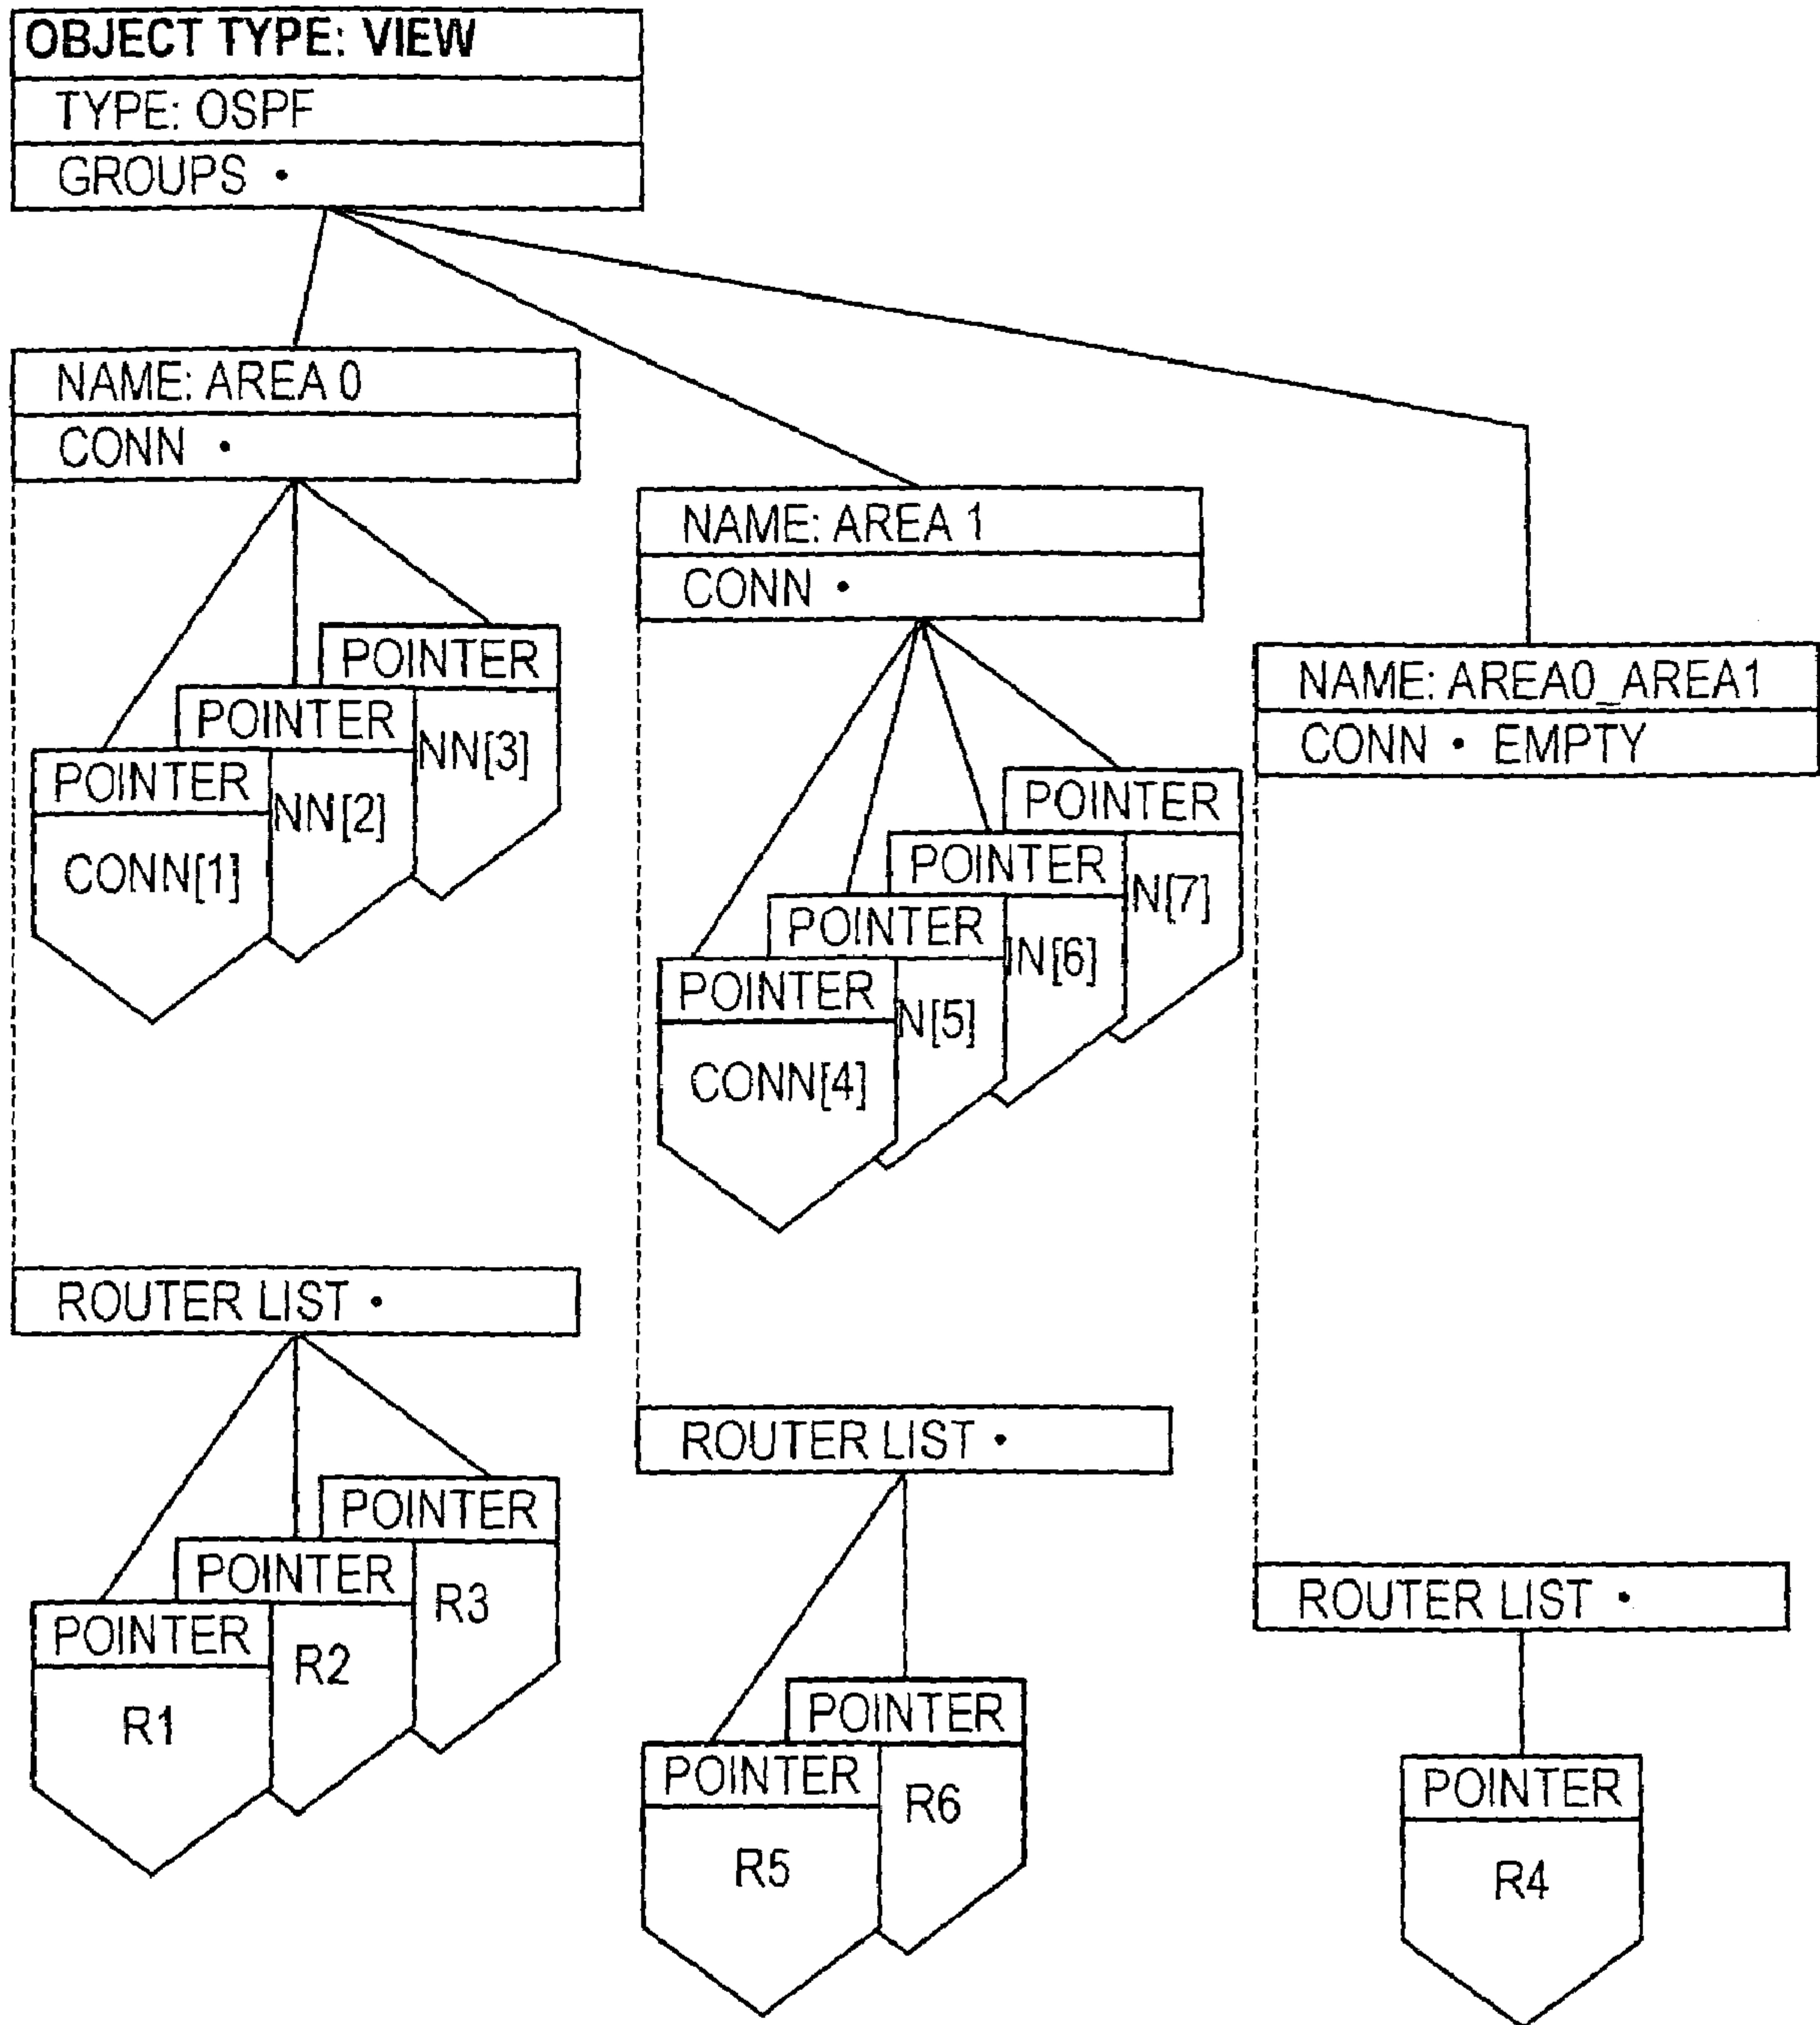 OBJECT TYPE: VIEW
TYPE: OSPF
GROUPS •
NAME: AREA 0
CONN •
POINTER
NN[3]
POINTER
NN[2]
POINTER
CONN[1]
NAME: AREA 1
CONN •
POINTER
N[7]
POINTER
N[6]
POINTER
N[5]
POINTER
CONN[4]
NAME: AREA0_AREA1
CONN • EMPTY
ROUTER LIST •
POINTER
R3
POINTER
R2
POINTER
R1
ROUTER LIST •
POINTER
R6
POINTER
R5
ROUTER LIST •
POINTER
R4